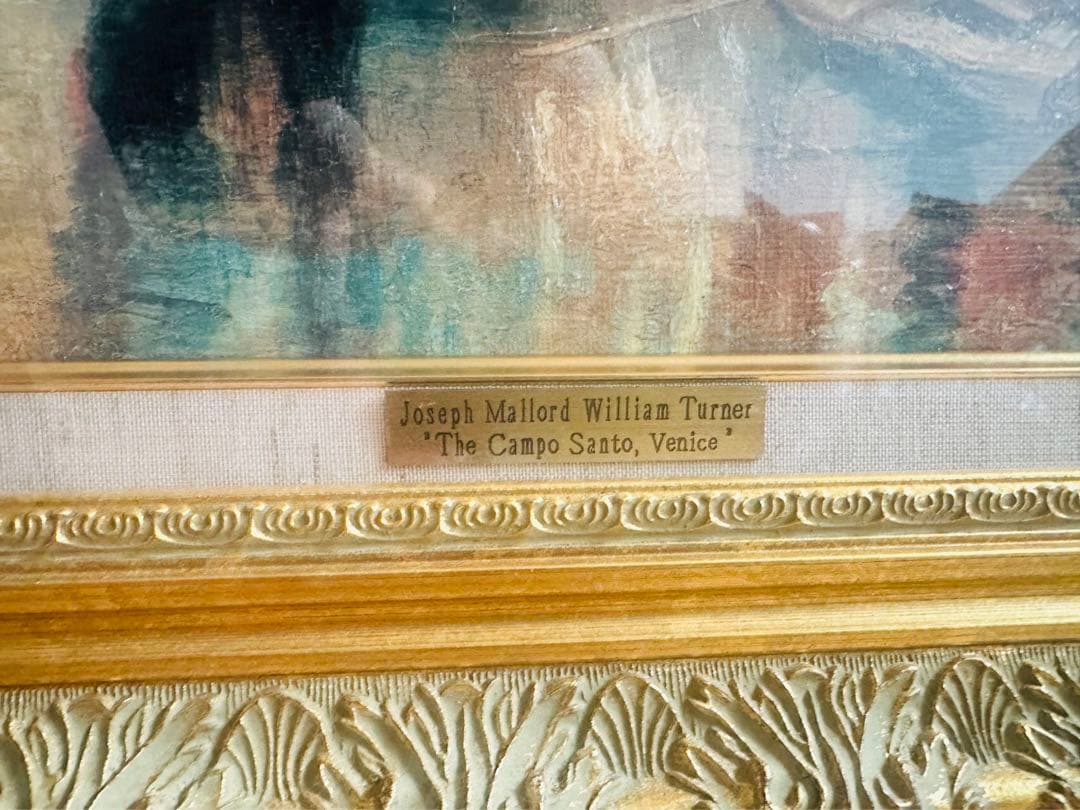 Joseph Mallord William Turner
"The Campo Santo, Venice"